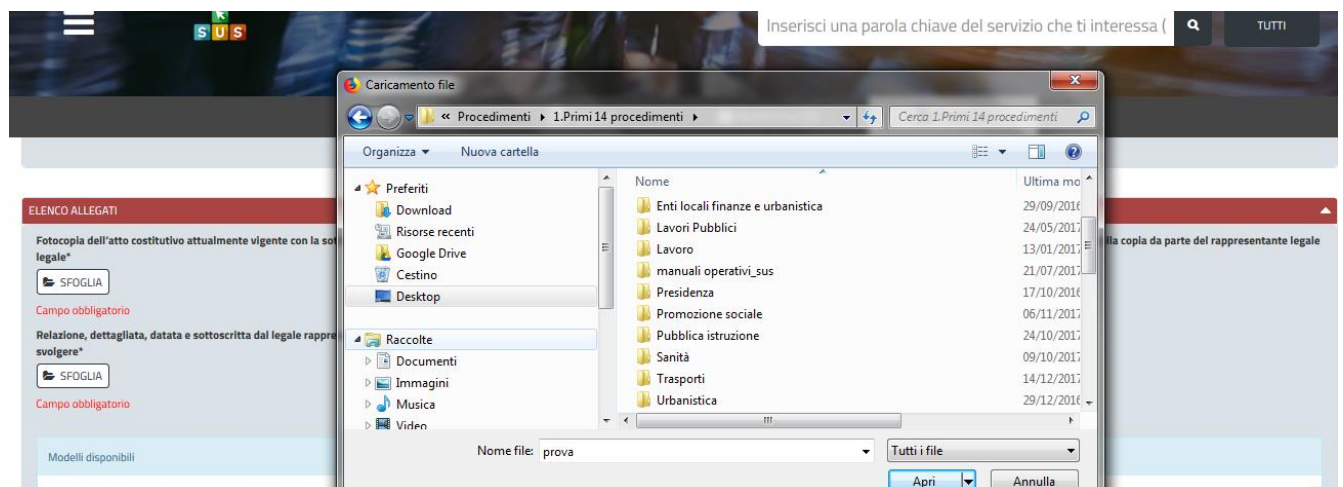 SUS
Inserisci una parola chiave del servizio che ti interessa (
TUTTI
Caricamento file
« Procedimenti 1.Primi 14 procedimenti
Cerca 1.Primi 14 procedimenti
Organizza Nuova cartella
Preferiti
Download
Risorse recenti
Google Drive
Cestino
Desktop
Raccolte
Documenti
Immagini
Musica
Video
Nome Ultima mo
Enti locali finanze e urbanistica 29/09/2016
Lavori Pubblici 24/05/2017
Lavoro 13/01/2017
manuali operativi_sus 21/07/2017
Presidenza 17/10/2016
Promozione sociale 06/11/2017
Pubblica istruzione 24/10/2017
Sanità 09/10/2017
Trasporti 14/12/2017
Urbanistica 29/12/2016
Nome file: prova Tutti i file
Apri Annulla
ELENCO ALLEGATI
Fotocopia dell'atto costitutivo attualmente vigente con la sot
lla copia da parte del rappresentante legale
legale*
SFOGLIA
Campo obbligatorio
Relazione, dettagliata, datata e sottoscritta dal legale rappre
svolgere*
SFOGLIA
Campo obbligatorio
Modelli disponibili